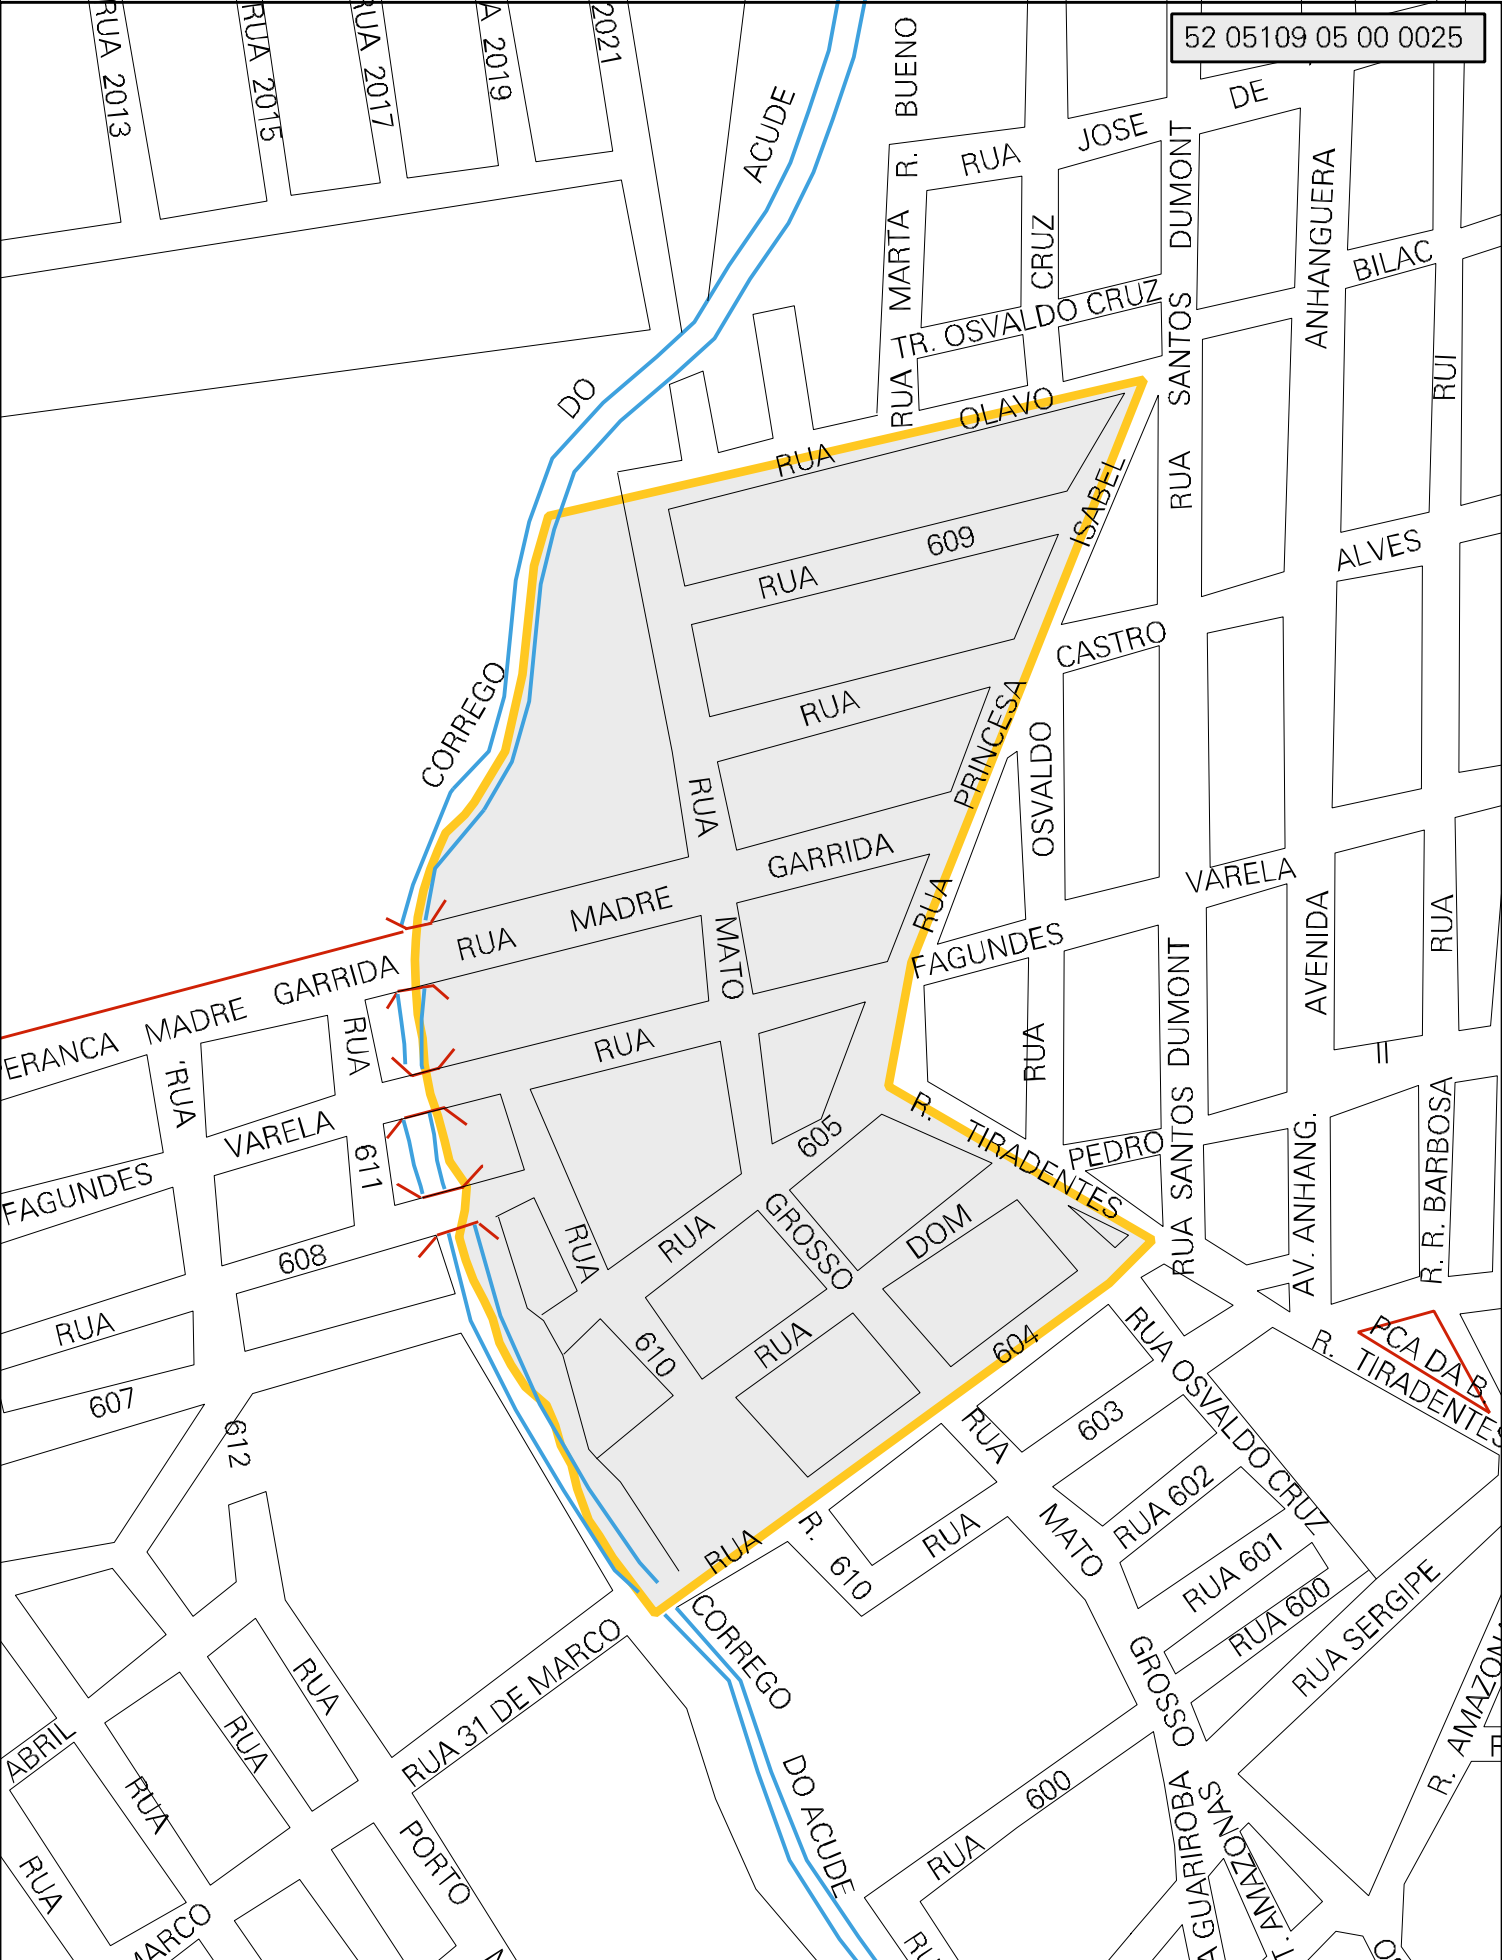 52 05109 05 00 0025
RUA 2013
RUA 2015
RUA 2017
A 2019
2021
ACUDE
DO
CORREGO
BUENO
R.
MARTA
RUA
RUA
JOSE
DE
CRUZ
DUMONT
SANTOS
RUA
ANHANGUERA
BILAC
TR. OSVALDO CRUZ
RUI
RUA
OLAVO
ISABEL
PRINCESA
RUA
609
RUA
ALVES
CASTRO
RUA
RUA
OSVALDO
GARRIDA
VARELA
MADRE
RUA
MATO
FAGUNDES
AVENIDA
RUA
DUMONT
SANTOS
RUA
ERANCA
MADRE
GARRIDA
'RUA
RUA
RUA
RUA
II
VARELA
611
FAGUNDES
605
R.
TIRADENTES
PEDRO
AV. ANHANG.
R. R. BARBOSA
608
RUA
RUA
GROSSO
DOM
RUA
607
612
610
RUA
604
RUA OSVALDO CRUZ
R.
TIRADENTES
PCA DA B.
603
RUA
RUA 602
RUA
R.
610
RUA
MATO
RUA 601
RUA 600
RUA SERGIPE
CORREGO
RUA 31 DE MARCO
GROSSO
RUA
RUA
ABRIL
RUA
RUA
R.
AMAZON
R
DO ACUDE
600
RUA
PORTO
MARCO
A GUARIROBA
AMAZONAS
T. AMAZON
RU
OS